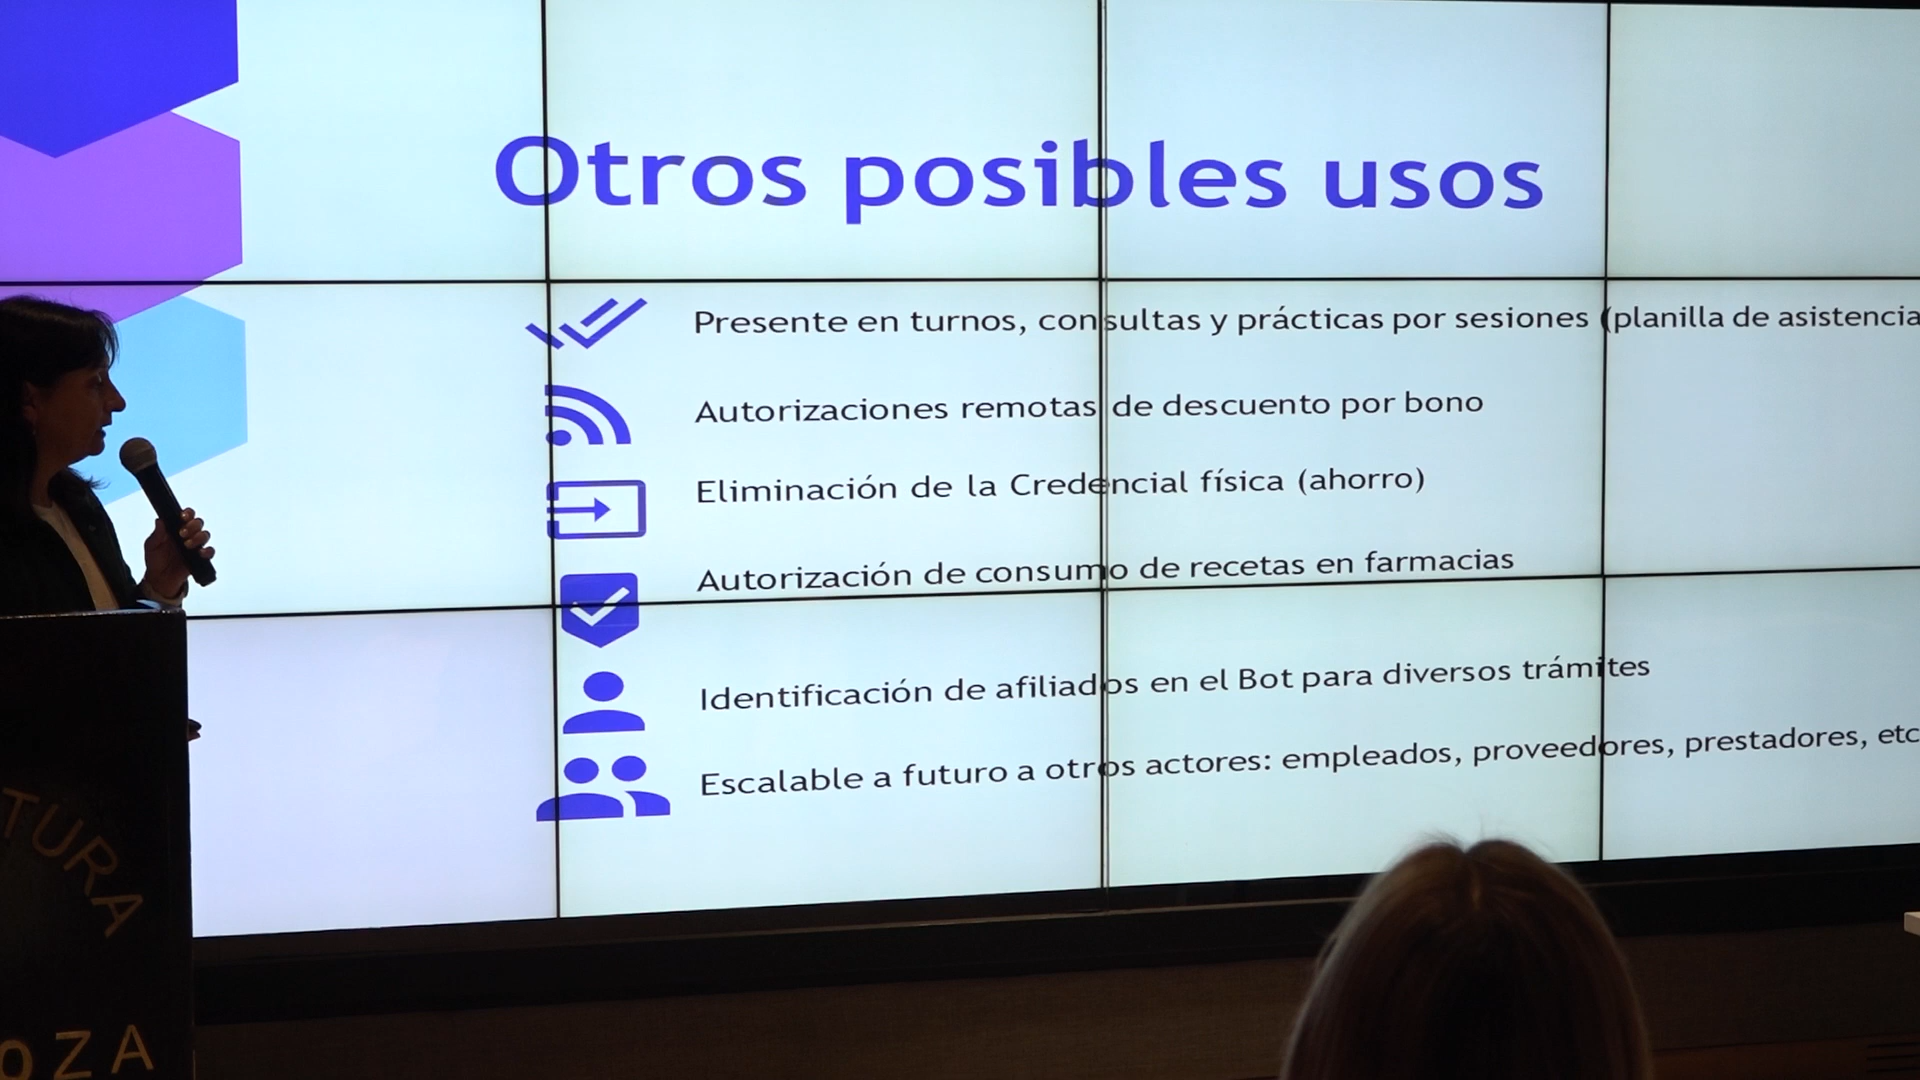 Otros posibles usos
Presente en turnos, consultas y prácticas por sesiones (planilla de asistencia
Autorizaciones remotas de descuento por bono
Eliminación de la Credencial física (ahorro)
Autorización de consumo de recetas en farmacias
Identificación de afiliados en el Bot para diversos trámites
Escalable a futuro a otros actores: empleados, proveedores, prestadores, etc
TURA
OZA